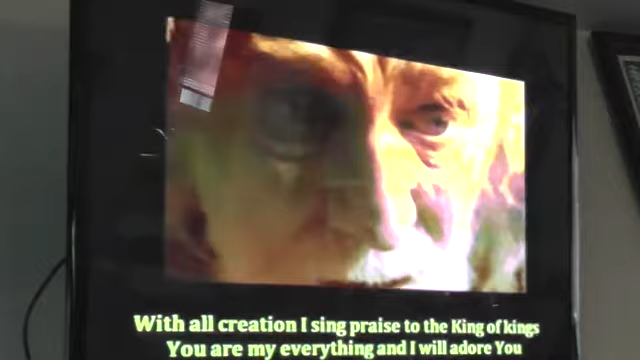 With all creation I sing praise to the King of kings
You are my everything and I will adore You